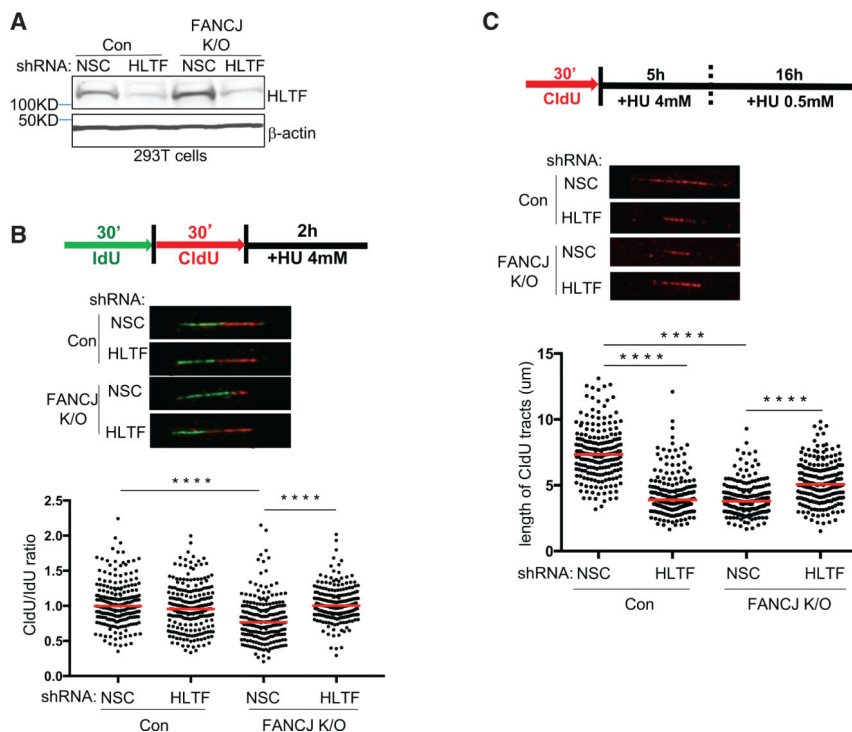 A
Con
FANCJ
K/O
shRNA: NSC HLTF NSC HLTF
HLTF
100KD
50KD
β-actin
293T cells
B
30' 30' 2h
IdU CldU +HU 4mM
shRNA:
Con
NSC
HLTF
FANCJ
K/O
NSC
HLTF
****
****
CldU/IdU ratio
2.5
2.0
1.5
1.0
0.5
0.0
shRNA: NSC HLTF NSC HLTF
Con FANCJ K/O
C
30' 5h 16h
CldU +HU 4mM +HU 0.5mM
shRNA:
Con
NSC
HLTF
FANCJ
K/O
NSC
HLTF
****
****
****
length of CldU tracts (um)
15
10
5
0
shRNA: NSC HLTF NSC HLTF
Con FANCJ K/O